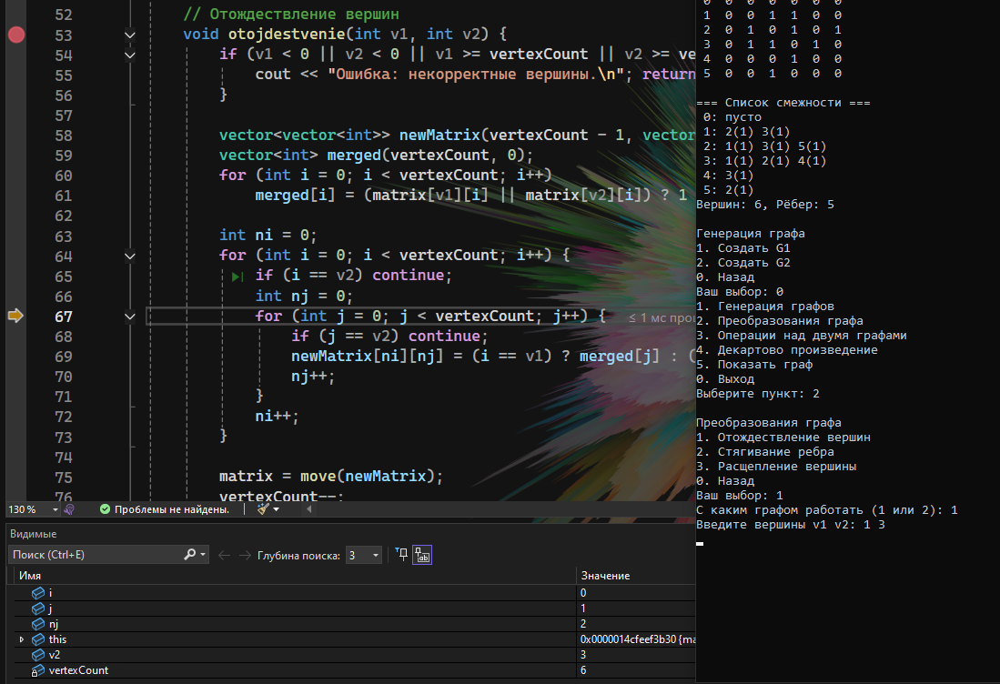 52 // Отождествление вершин
53 void otojdestvenie(int v1, int v2) {
54 if (v1 < 0 || v2 < 0 || v1 >= vertexCount || v2 >= ve
55 cout << "Ошибка: некорректные вершины.\n"; return
56 }
57
58 vector<vector<int>> newMatrix(vertexCount - 1, vector
59 vector<int> merged(vertexCount, 0);
60 for (int i = 0; i < vertexCount; i++)
61 merged[i] = (matrix[v1][i] || matrix[v2][i]) ? 1
62
63 int ni = 0;
64 for (int i = 0; i < vertexCount; i++) {
65 if (i == v2) continue;
66 int nj = 0;
67 for (int j = 0; j < vertexCount; j++) { ≤ 1 мс про
68 if (j == v2) continue;
69 newMatrix[ni][nj] = (i == v1) ? merged[j] : (
70 nj++;
71 }
72 ni++;
73 }
74
75 matrix = move(newMatrix);
76 vertexCount--;
130 % Проблемы не найдены.
Видимые
Поиск (Ctrl+E) Глубина поиска: 3
Имя Значение
i 0
j 1
nj 2
this 0x0000014cfeef3b30 {ma
v2 3
vertexCount 6
0 0 0 0 0 0 0
1 0 0 1 1 0 0
2 0 1 0 1 0 1
3 0 1 1 0 1 0
4 0 0 0 1 0 0
5 0 0 1 0 0 0
=== Список смежности ===
0: пусто
1: 2(1) 3(1)
2: 1(1) 3(1) 5(1)
3: 1(1) 2(1) 4(1)
4: 3(1)
5: 2(1)
Вершин: 6, Рёбер: 5
Генерация графа
1. Создать G1
2. Создать G2
0. Назад
Ваш выбор: 0
1. Генерация графов
2. Преобразования графа
3. Операции над двумя графами
4. Декартово произведение
5. Показать граф
0. Выход
Выберите пункт: 2
Преобразования графа
1. Отождествление вершин
2. Стягивание ребра
3. Расщепление вершины
0. Назад
Ваш выбор: 1
С каким графом работать (1 или 2): 1
Введите вершины v1 v2: 1 3